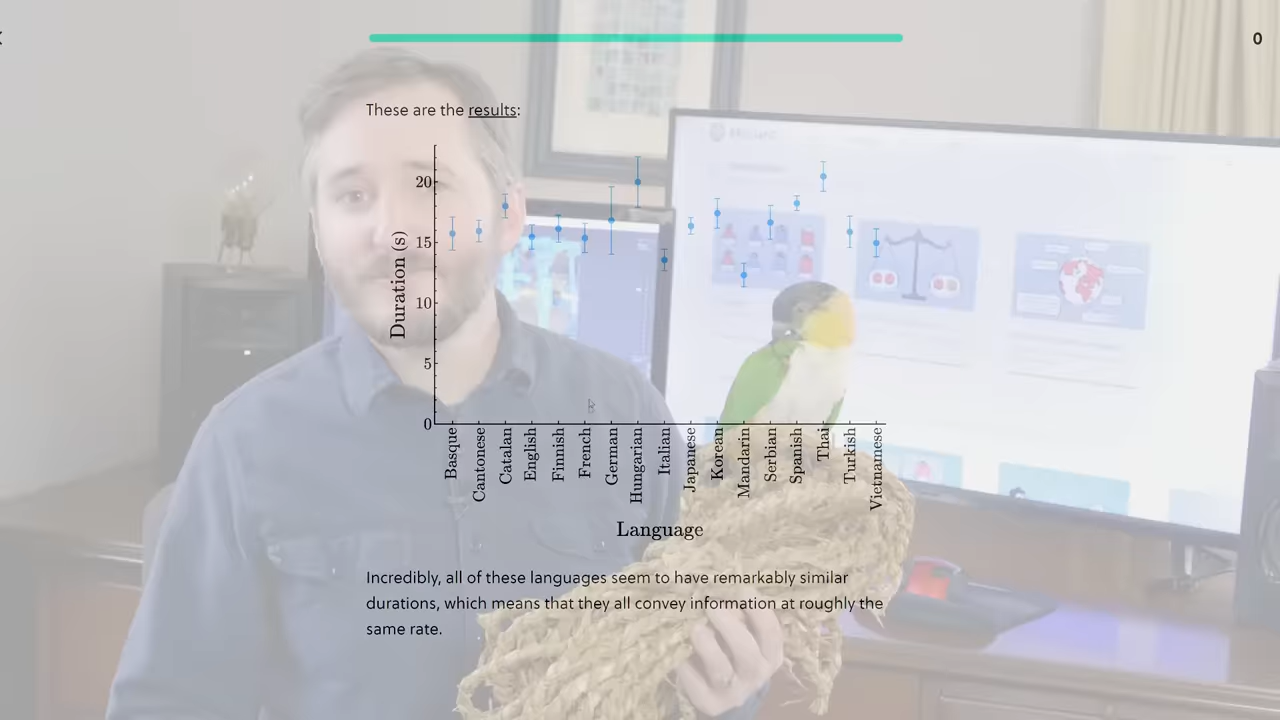 0
These are the results:
20
15
10
5
0
Duration (s)
Basque
Cantonese
Catalan
English
Finnish
French
German
Hungarian
Italian
Japanese
Korean
Mandarin
Serbian
Spanish
Thai
Turkish
Vietnamese
Language
Incredibly, all of these languages seem to have remarkably similar
durations, which means that they all convey information at roughly the
same rate.